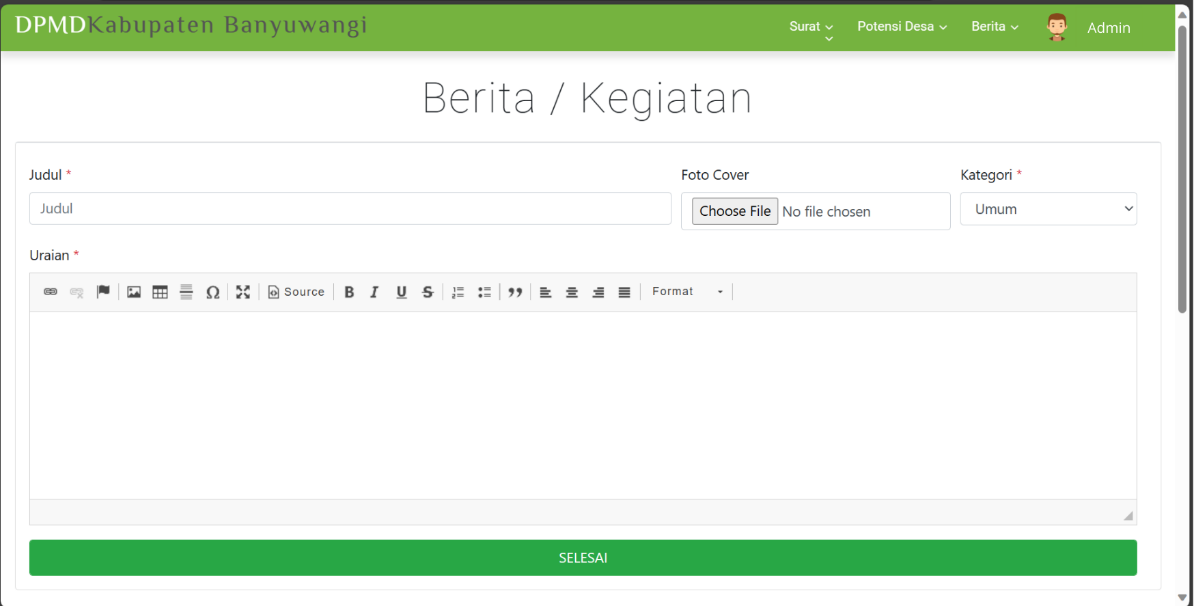 DPMDKabupaten Banyuwangi Surat Potensi Desa Berita Admin
Berita / Kegiatan
Judul * Foto Cover Kategori *
Judul Choose File No file chosen Umum
Uraian *
Source B I U S Format
SELESAI